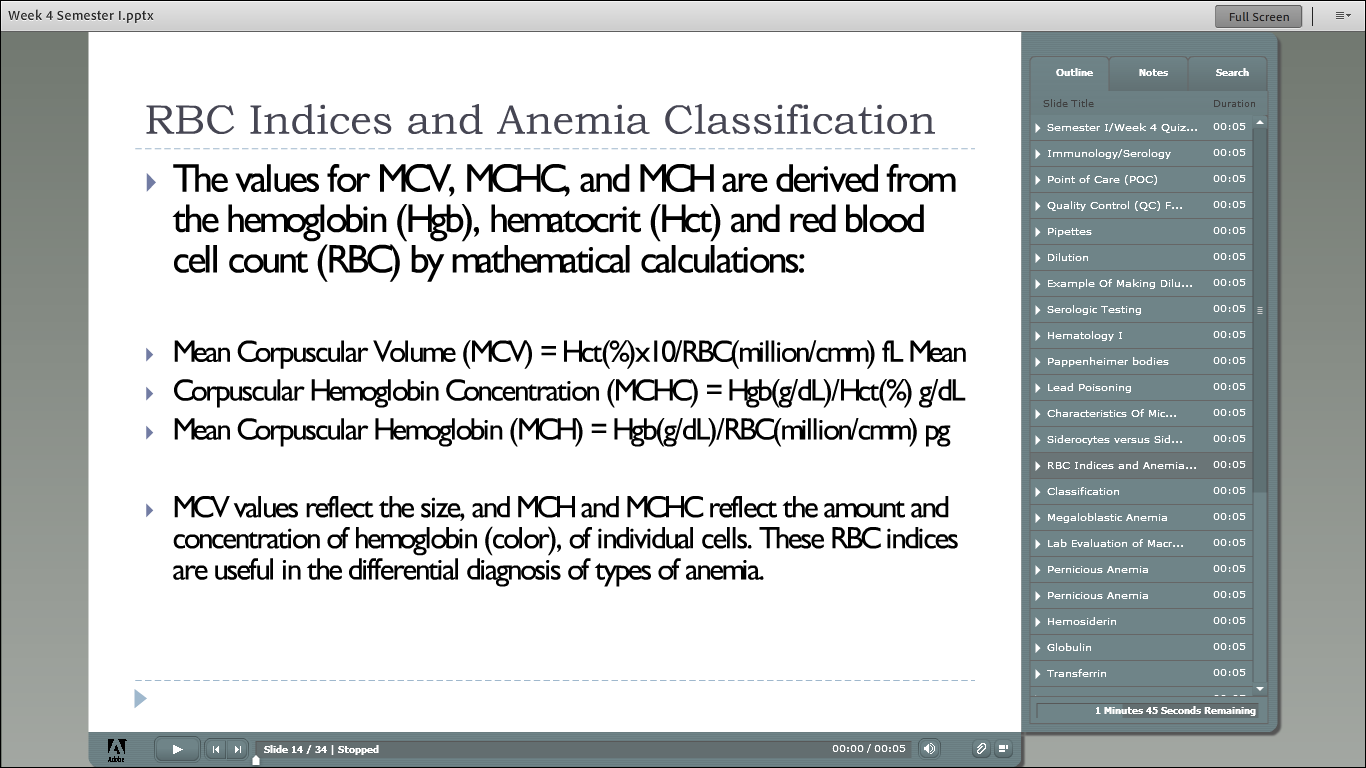 Week 4 Semester I.pptx
Full Screen
RBC Indices and Anemia Classification
The values for MCV, MCHC, and MCH are derived from
the hemoglobin (Hgb), hematocrit (Hct) and red blood
cell count (RBC) by mathematical calculations:
Mean Corpuscular Volume (MCV) = Hct(%)x10/RBC(million/cmm) fL Mean
Corpuscular Hemoglobin Concentration (MCHC) = Hgb(g/dL)/Hct(%) g/dL
Mean Corpuscular Hemoglobin (MCH) = Hgb(g/dL)/RBC(million/cmm) pg
MCV values reflect the size, and MCH and MCHC reflect the amount and
concentration of hemoglobin (color), of individual cells. These RBC indices
are useful in the differential diagnosis of types of anemia.
Outline Notes Search
Slide Title Duration
Semester I/Week 4 Quiz... 00:05
Immunology/Serology 00:05
Point of Care (POC) 00:05
Quality Control (QC) F... 00:05
Pipettes 00:05
Dilution 00:05
Example Of Making Dilu... 00:05
Serologic Testing 00:05
Hematology I 00:05
Pappenheimer bodies 00:05
Lead Poisoning 00:05
Characteristics Of Mic... 00:05
Siderocytes versus Sid... 00:05
RBC Indices and Anemia... 00:05
Classification 00:05
Megaloblastic Anemia 00:05
Lab Evaluation of Macr... 00:05
Pernicious Anemia 00:05
Pernicious Anemia 00:05
Hemosiderin 00:05
Globulin 00:05
Transferrin 00:05
1 Minutes 45 Seconds Remaining
Adobe
Slide 14 / 34 | Stopped 00:00 / 00:05